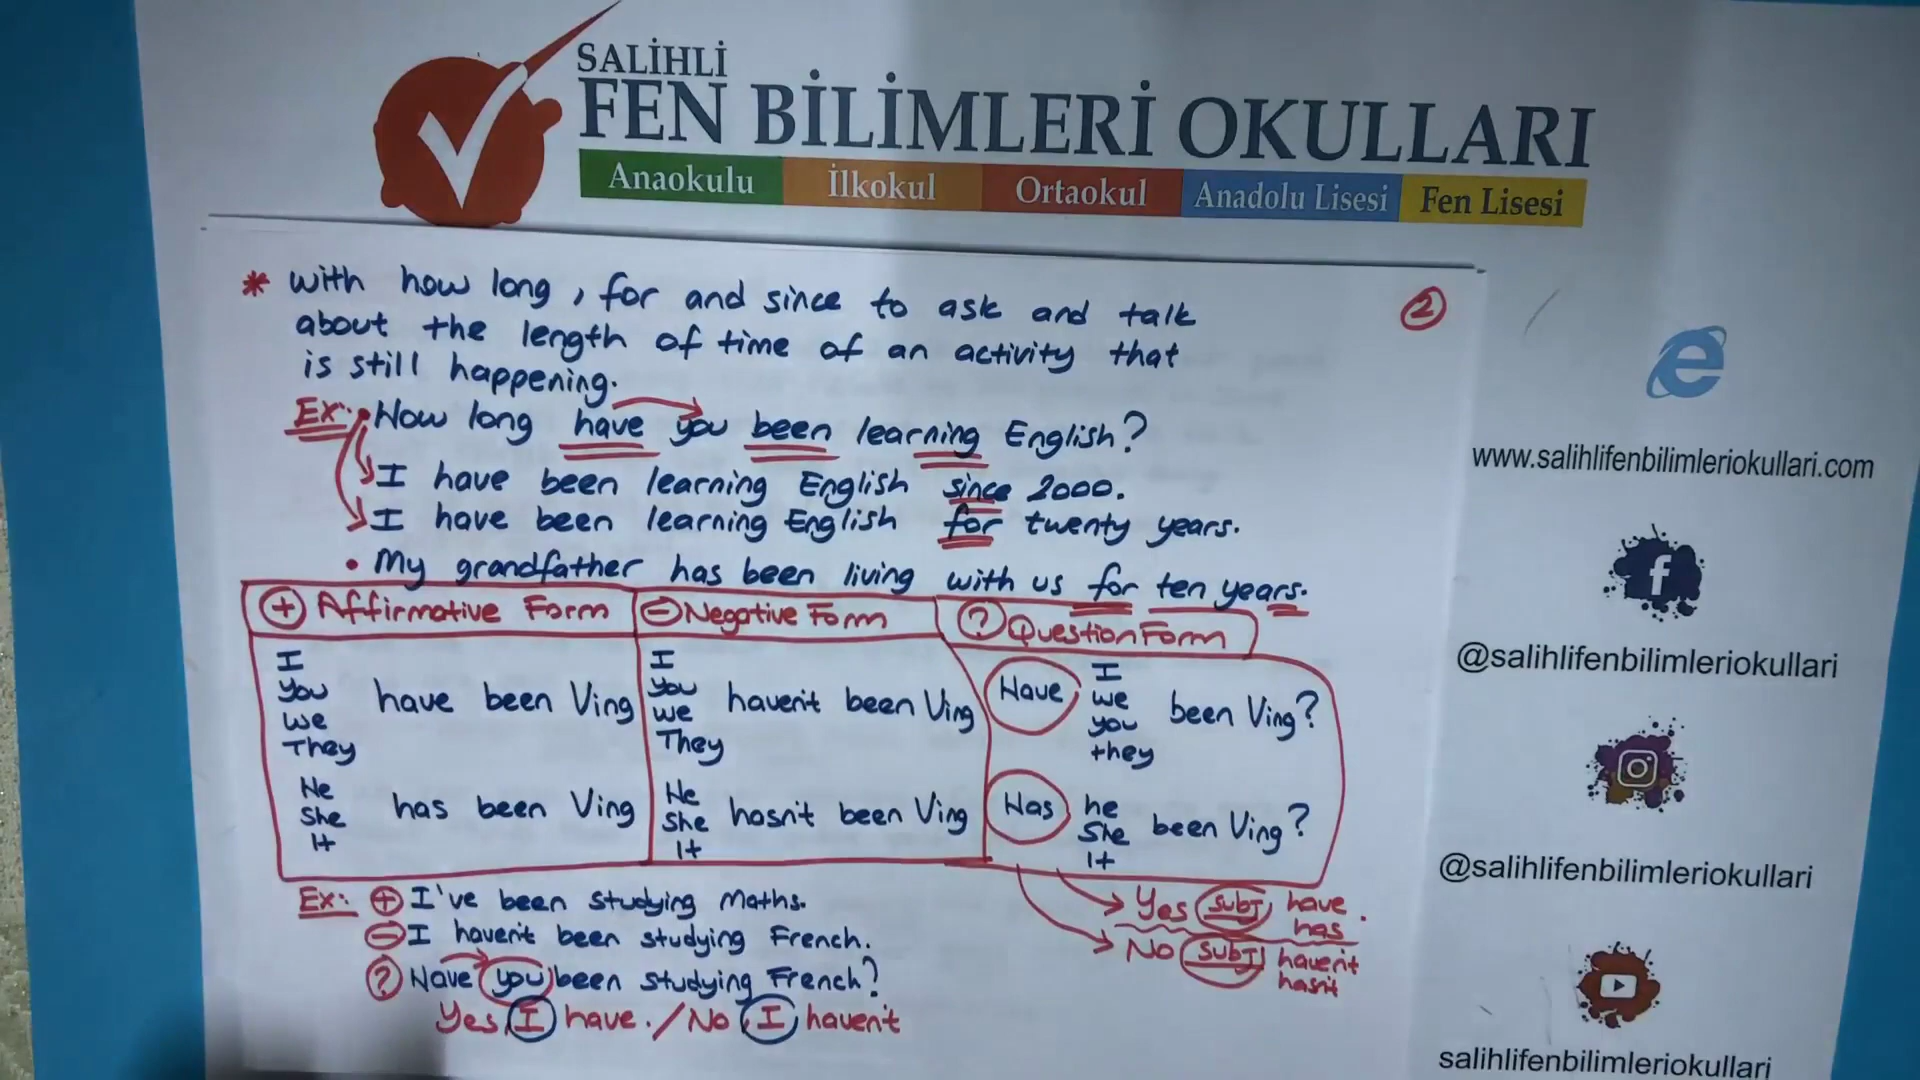 SALİHLİ
FEN BİLİMLERİ OKULLARI
Anaokulu İlkokul Ortaokul Anadolu Lisesi Fen Lisesi
* with how long, for and since to ask and talk
about the length of time of an activity that
is still happening.
2
Ex: • How long have you been learning English?
I have been learning English since 2000.
I have been learning English for twenty years.
• My grandfather has been living with us for ten years.
+ Affirmative Form
I
You
We
They
have been Ving
He
She
It
has been Ving
- Negative Form
I
You
We
They
haven't been Ving
He
She
It
hasn't been Ving
? Question Form
Have
I
we
you
they
been Ving?
Has
he
She
It
been Ving?
Yes subj have.
has
No subj haven't
hasn't
Ex: + I've been studying Maths.
- I haven't been studying French.
? Have you been studying French?
Yes, I have. / No I haven't
www.salihlifenbilimleriokullari.com
f
@salihlifenbilimleriokullari
@salihlifenbilimleriokullari
salihlifenbilimleriokullari